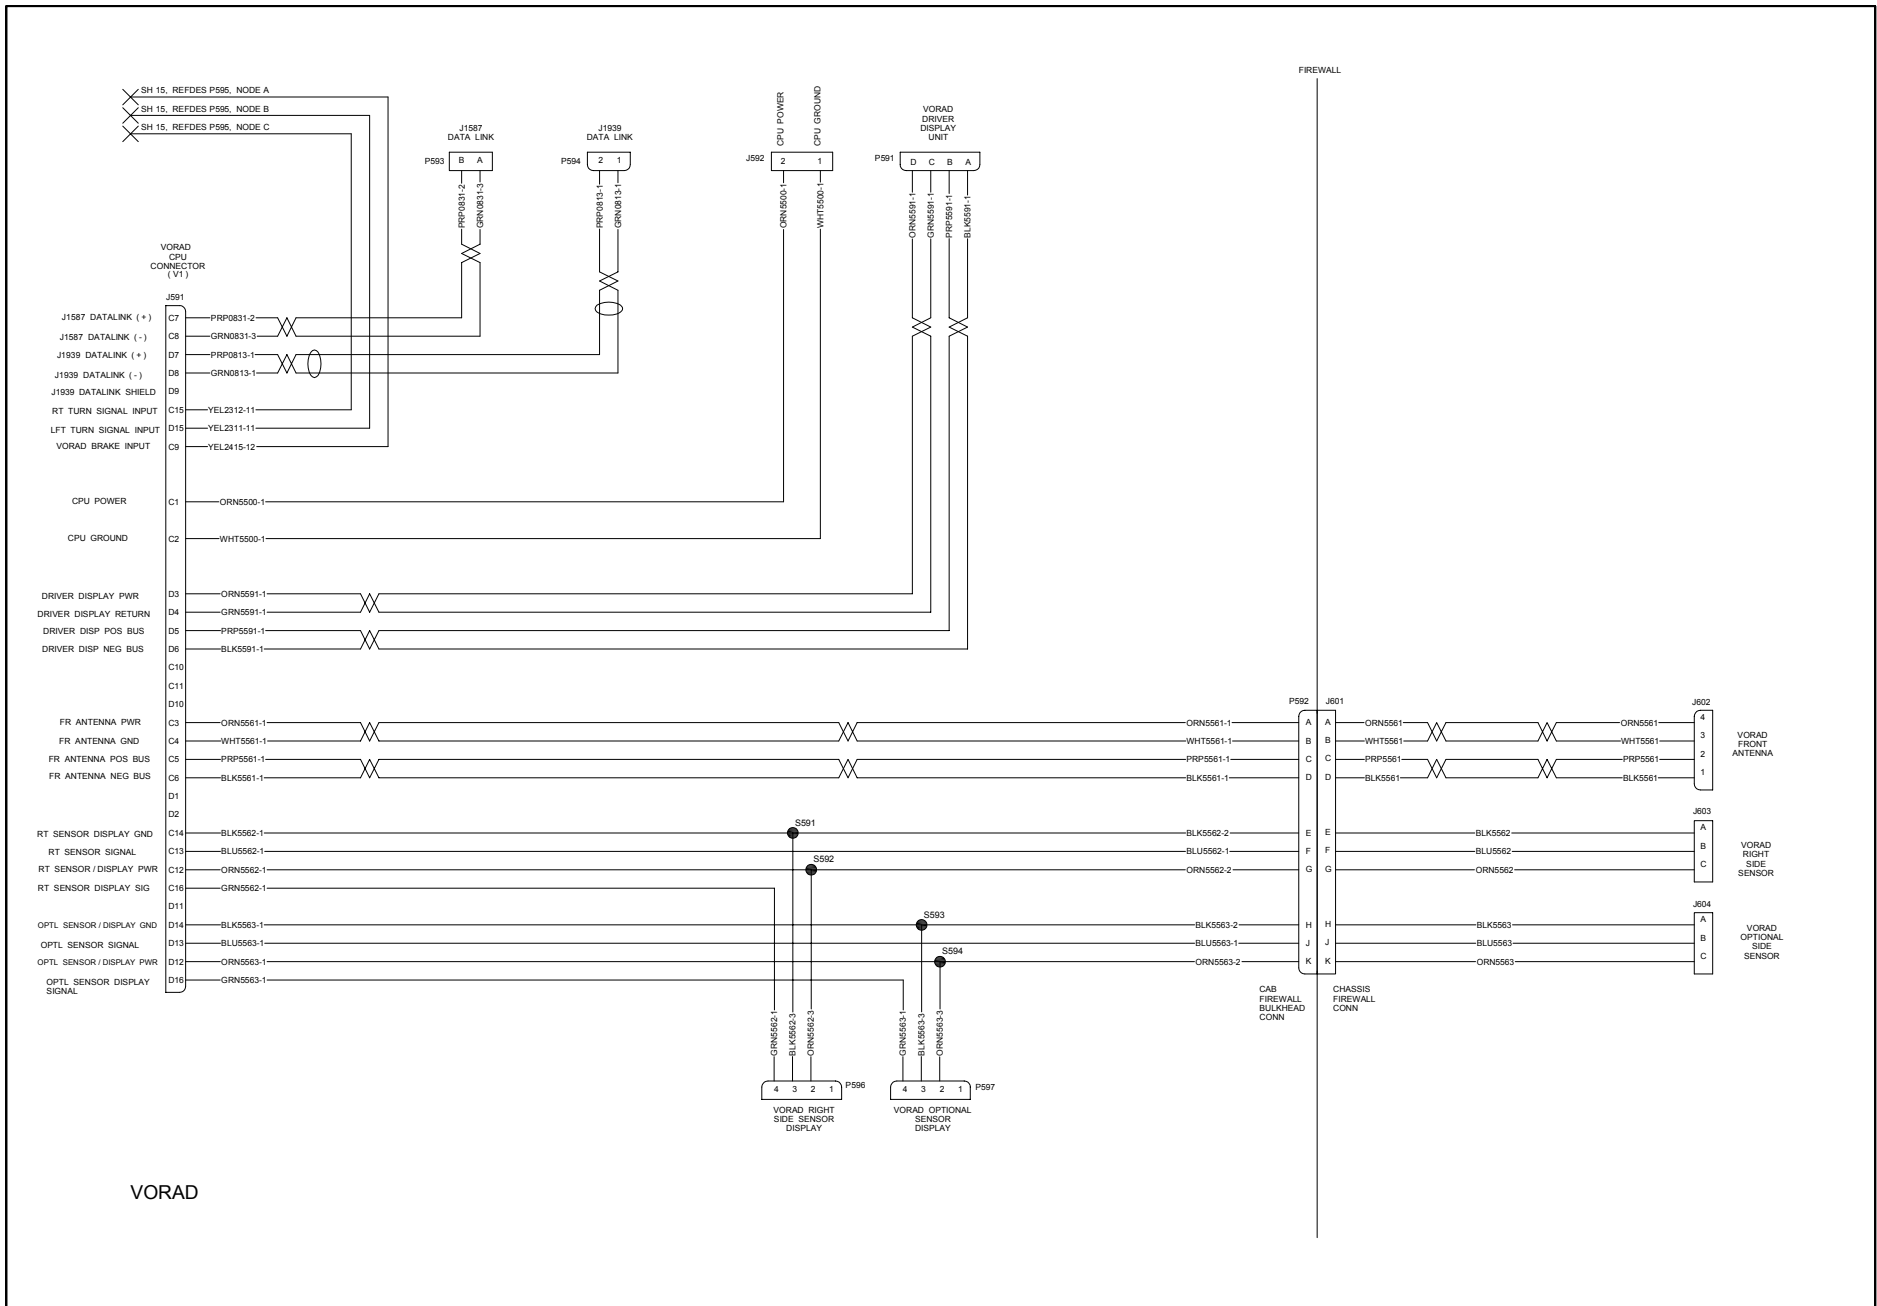 FIREWALL
SH 15, REFDES P595, NODE A
SH 15, REFDES P595, NODE B
SH 15, REFDES P595, NODE C
J1587
DATA LINK
P593
B A
PRP0831-2
GRN0831-3
J1939
DATA LINK
P594
2 1
PRP0813-1
GRN0813-1
CPU POWER
CPU GROUND
J592
2 1
ORN5500-1
WHT5500-1
VORAD
DRIVER
DISPLAY
UNIT
P591
D C B A
ORN5591-1
GRN5591-1
PRP5591-1
BLK5591-1
VORAD
CPU
CONNECTOR
( V1 )
J591
J1587 DATALINK ( + ) C7 PRP0831-2
J1587 DATALINK ( - ) C8 GRN0831-3
J1939 DATALINK ( + ) D7 PRP0813-1
J1939 DATALINK ( - ) D8 GRN0813-1
J1939 DATALINK SHIELD D9
RT TURN SIGNAL INPUT C15 YEL2312-11
LFT TURN SIGNAL INPUT D15 YEL2311-11
VORAD BRAKE INPUT C9 YEL2415-12
CPU POWER C1 ORN5500-1
CPU GROUND C2 WHT5500-1
DRIVER DISPLAY PWR D3 ORN5591-1
DRIVER DISPLAY RETURN D4 GRN5591-1
DRIVER DISP POS BUS D5 PRP5591-1
DRIVER DISP NEG BUS D6 BLK5591-1
C10
C11
D10
P592 J601
J602
FR ANTENNA PWR C3 ORN5561-1 ORN5561-1 A A ORN5561 ORN5561 4
FR ANTENNA GND C4 WHT5561-1 WHT5561-1 B B WHT5561 WHT5561 3
FR ANTENNA POS BUS C5 PRP5561-1 PRP5561-1 C C PRP5561 PRP5561 2
FR ANTENNA NEG BUS C6 BLK5561-1 BLK5561-1 D D BLK5561 BLK5561 1
VORAD
FRONT
ANTENNA
D1
D2
S591
J603
RT SENSOR DISPLAY GND C14 BLK5562-1 BLK5562-2 E E BLK5562 A
RT SENSOR SIGNAL C13 BLU5562-1 BLU5562-1 F F BLU5562 B
S592
RT SENSOR / DISPLAY PWR C12 ORN5562-1 ORN5562-2 G G ORN5562 C
VORAD
RIGHT
SIDE
SENSOR
RT SENSOR DISPLAY SIG C16 GRN5562-1
D11
S593
J604
OPTL SENSOR / DISPLAY GND D14 BLK5563-1 BLK5563-2 H H BLK5563 A
OPTL SENSOR SIGNAL D13 BLU5563-1 BLU5563-1 J J BLU5563 B
S594
OPTL SENSOR / DISPLAY PWR D12 ORN5563-1 ORN5563-2 K K ORN5563 C
VORAD
OPTIONAL
SIDE
SENSOR
OPTL SENSOR DISPLAY
SIGNAL
D16 GRN5563-1
CAB
FIREWALL
BULKHEAD
CONN
CHASSIS
FIREWALL
CONN
GRN5562-1
BLK5562-3
ORN5562-3
GRN5563-1
BLK5563-3
ORN5563-3
4 3 2 1 P596
VORAD RIGHT
SIDE SENSOR
DISPLAY
4 3 2 1 P597
VORAD OPTIONAL
SENSOR
DISPLAY
VORAD